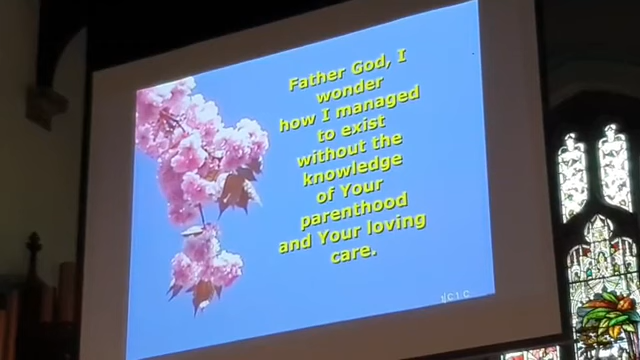 Father God, I
wonder
how I managed
to exist
without the
knowledge
of Your
parenthood
and Your loving
care.